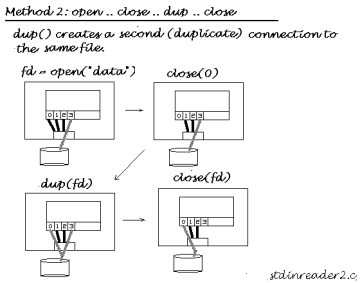 Method 2: open .. close .. dup .. close
dup() creates a second (duplicate) connection to
the same file.
fd = open("data")
close(0)
0 1 2 3
0 1 2 3
dup(fd)
close(fd)
0 1 2 3
0 1 2 3
stdinreader2.c